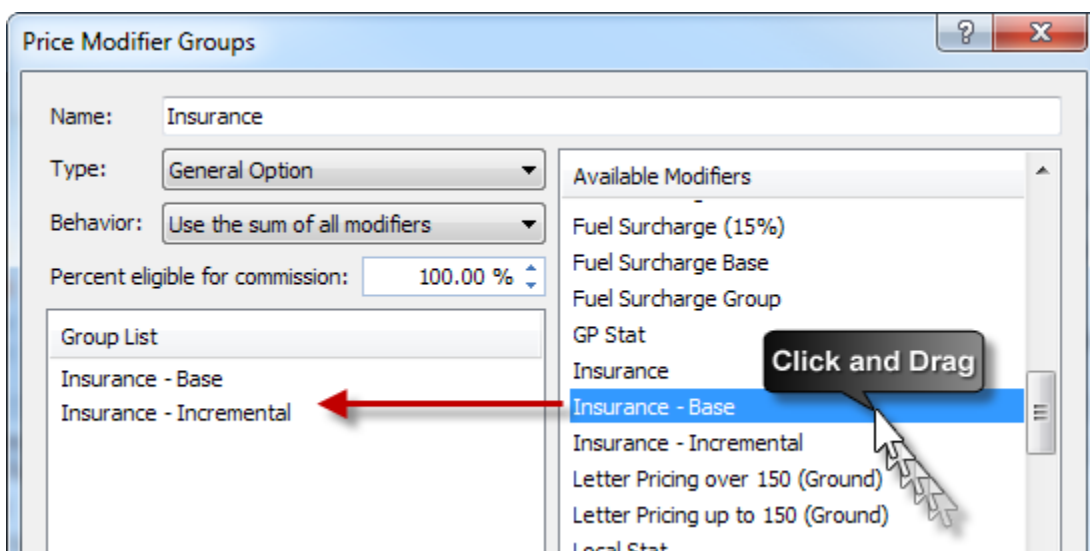 Price Modifier Groups
Name: Insurance
Type: General Option
Behavior: Use the sum of all modifiers
Percent eligible for commission: 100.00 %
Group List
Insurance - Base
Insurance - Incremental
Available Modifiers
Fuel Surcharge (15%)
Fuel Surcharge Base
Fuel Surcharge Group
GP Stat
Insurance
Insurance - Base
Insurance - Incremental
Letter Pricing over 150 (Ground)
Letter Pricing up to 150 (Ground)
Local Stat
Click and Drag